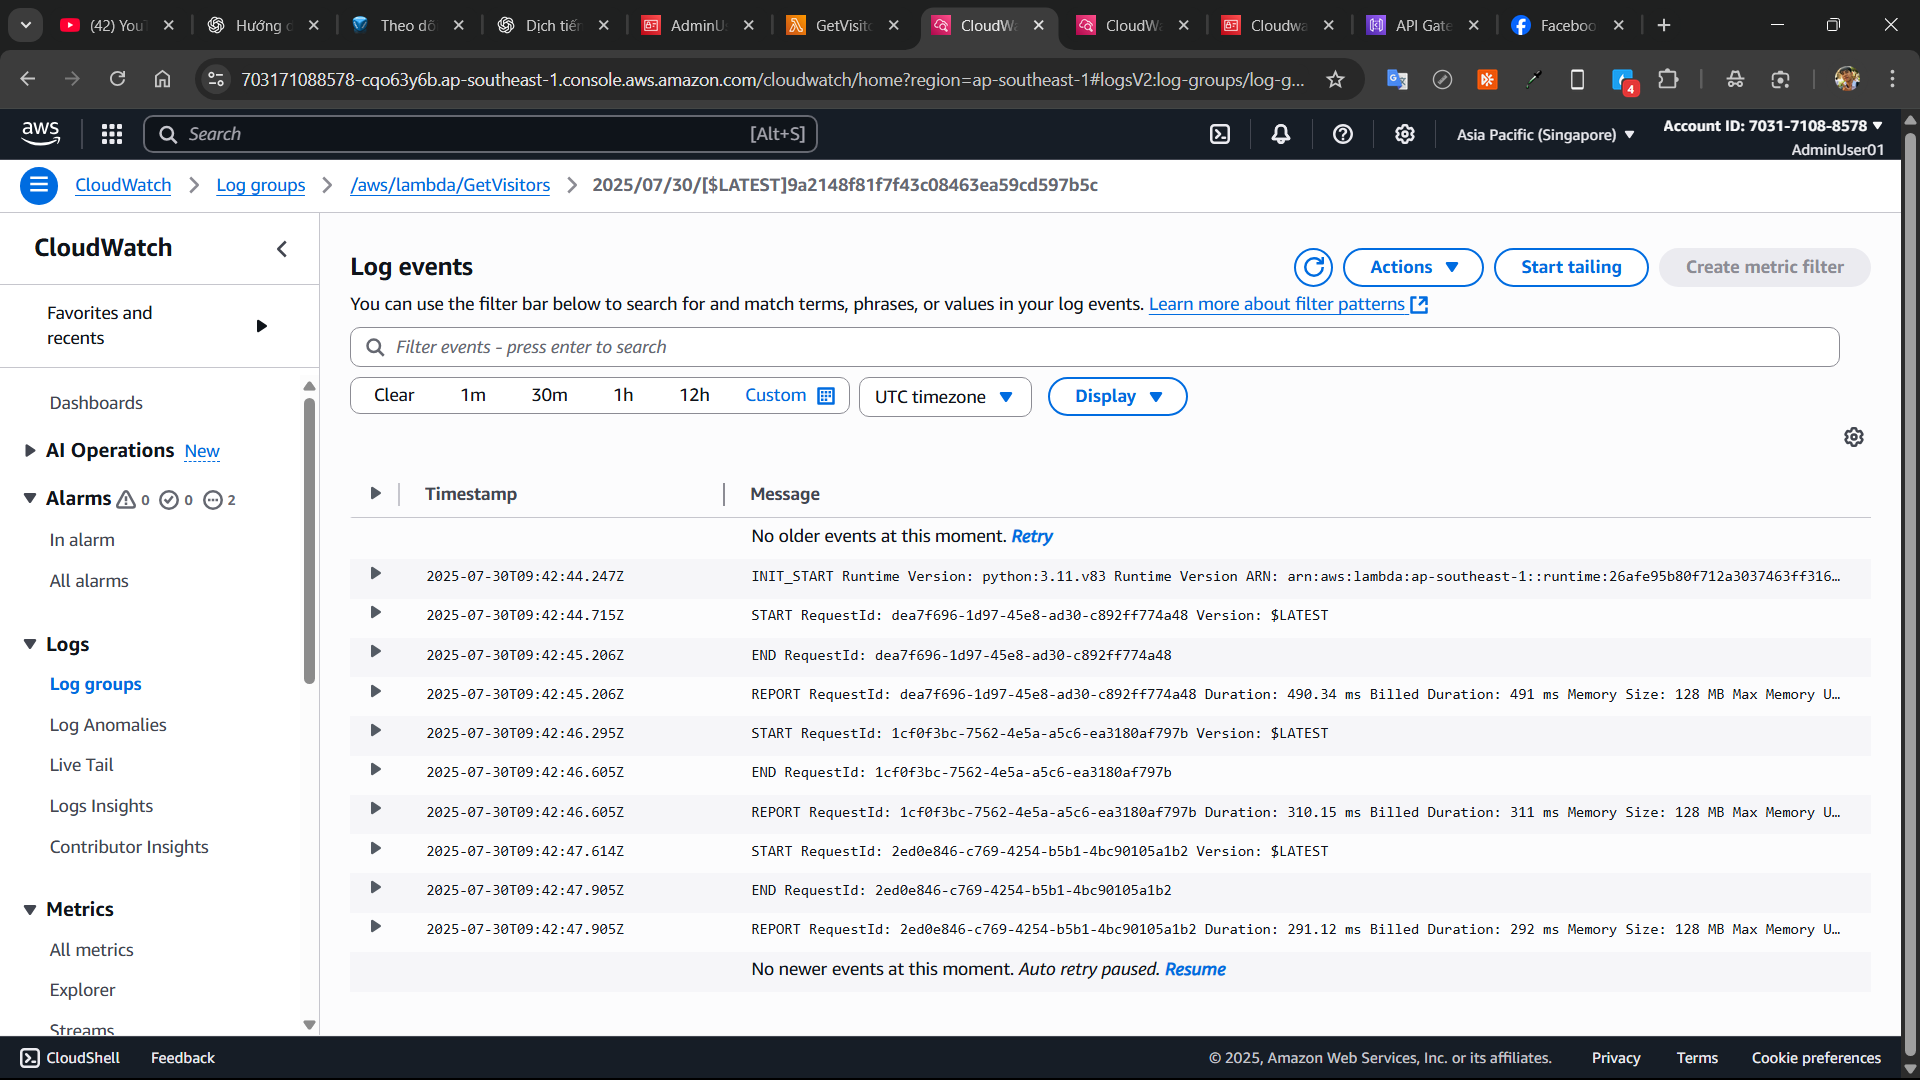 (42) YouT
Hướng d
Theo dõ
Dịch tiến
AdminUs
GetVisito
CloudWa
CloudWa
Cloudwa
API Gate
Faceboo
703171088578-cqo63y6b.ap-southeast-1.console.aws.amazon.com/cloudwatch/home?region=ap-southeast-1#logsV2:log-groups/log-g...
4
aws
Search
[Alt+S]
Asia Pacific (Singapore)
Account ID: 7031-7108-8578
AdminUser01
CloudWatch
Log groups
/aws/lambda/GetVisitors
2025/07/30/[$LATEST]9a2148f81f7f43c08463ea59cd597b5c
CloudWatch
Favorites and
recents
Dashboards
AI Operations New
Alarms 0 0 2
In alarm
All alarms
Logs
Log groups
Log Anomalies
Live Tail
Logs Insights
Contributor Insights
Metrics
All metrics
Explorer
Streams
Log events
Actions
Start tailing
Create metric filter
You can use the filter bar below to search for and match terms, phrases, or values in your log events. Learn more about filter patterns
Filter events - press enter to search
Clear 1m 30m 1h 12h Custom
UTC timezone
Display
Timestamp Message
No older events at this moment. Retry
2025-07-30T09:42:44.247Z INIT_START Runtime Version: python:3.11.v83 Runtime Version ARN: arn:aws:lambda:ap-southeast-1::runtime:26afe95b80f712a3037463ff316…
2025-07-30T09:42:44.715Z START RequestId: dea7f696-1d97-45e8-ad30-c892ff774a48 Version: $LATEST
2025-07-30T09:42:45.206Z END RequestId: dea7f696-1d97-45e8-ad30-c892ff774a48
2025-07-30T09:42:45.206Z REPORT RequestId: dea7f696-1d97-45e8-ad30-c892ff774a48 Duration: 490.34 ms Billed Duration: 491 ms Memory Size: 128 MB Max Memory U…
2025-07-30T09:42:46.295Z START RequestId: 1cf0f3bc-7562-4e5a-a5c6-ea3180af797b Version: $LATEST
2025-07-30T09:42:46.605Z END RequestId: 1cf0f3bc-7562-4e5a-a5c6-ea3180af797b
2025-07-30T09:42:46.605Z REPORT RequestId: 1cf0f3bc-7562-4e5a-a5c6-ea3180af797b Duration: 310.15 ms Billed Duration: 311 ms Memory Size: 128 MB Max Memory U…
2025-07-30T09:42:47.614Z START RequestId: 2ed0e846-c769-4254-b5b1-4bc90105a1b2 Version: $LATEST
2025-07-30T09:42:47.905Z END RequestId: 2ed0e846-c769-4254-b5b1-4bc90105a1b2
2025-07-30T09:42:47.905Z REPORT RequestId: 2ed0e846-c769-4254-b5b1-4bc90105a1b2 Duration: 291.12 ms Billed Duration: 292 ms Memory Size: 128 MB Max Memory U…
No newer events at this moment. Auto retry paused. Resume
CloudShell
Feedback
© 2025, Amazon Web Services, Inc. or its affiliates.
Privacy
Terms
Cookie preferences